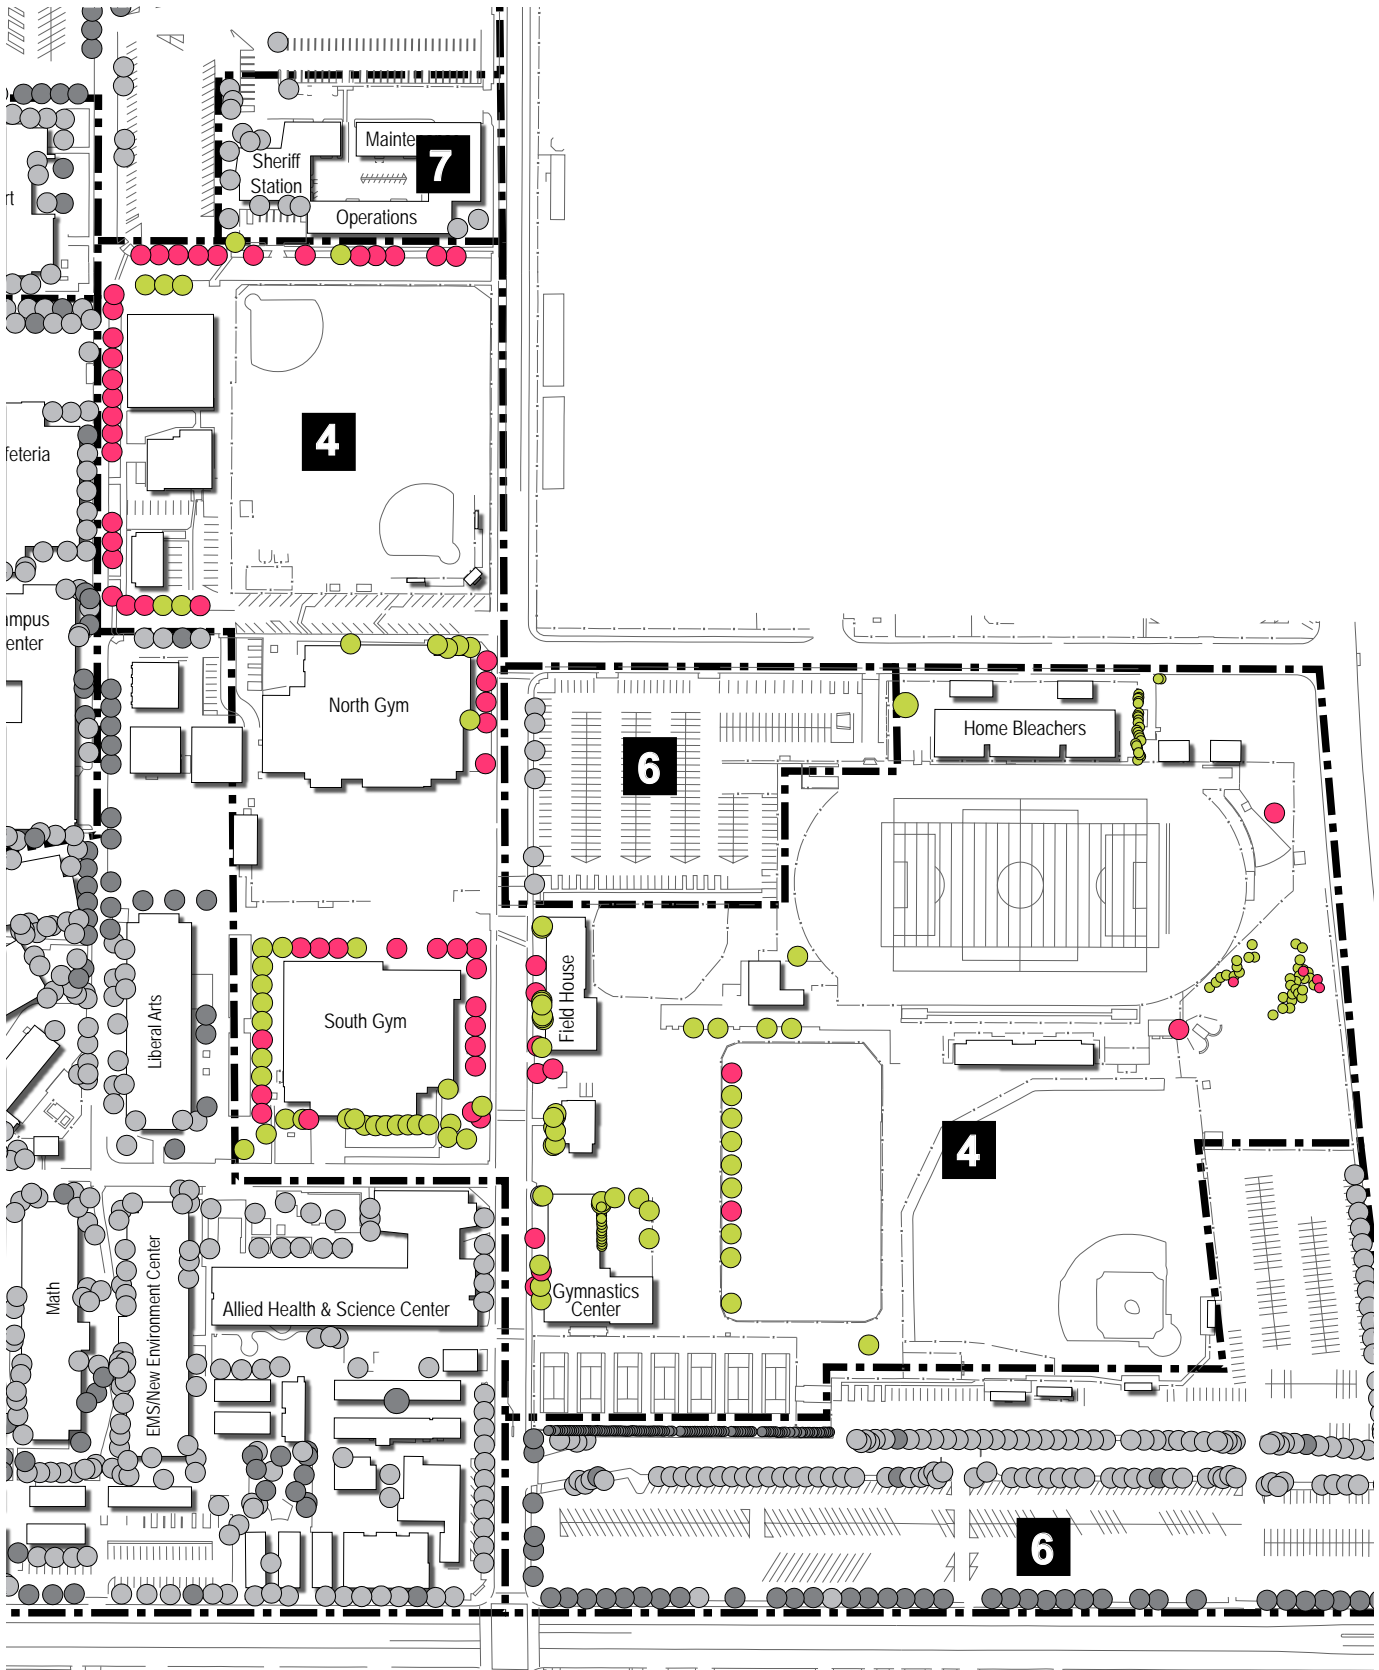 Mainte
7
Sheriff
Station
rt
Operations
4
feteria
mpus
enter
North Gym
6
Home Bleachers
Field House
Liberal Arts
South Gym
4
Math
EMS/New Environment Center
Allied Health & Science Center
Gymnastics
Center
6